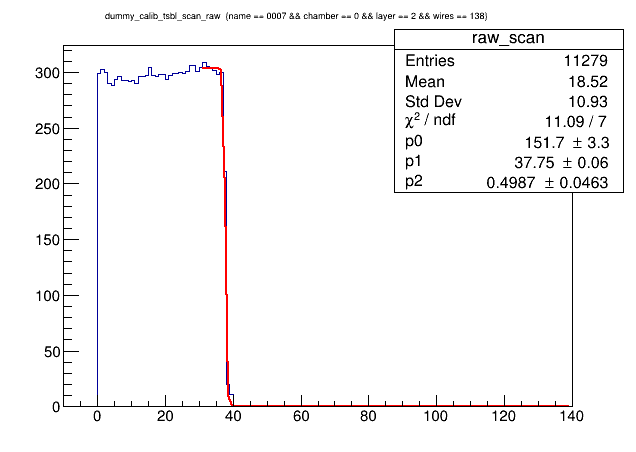 dummy_calib_tsbl_scan_raw (name == 0007 && chamber == 0 && layer == 2 && wires == 138)
raw_scan
Entries 11279
Mean 18.52
Std Dev 10.93
χ² / ndf 11.09 / 7
p0 151.7 ± 3.3
p1 37.75 ± 0.06
p2 0.4987 ± 0.0463
300
250
200
150
100
50
0
0 20 40 60 80 100 120 140